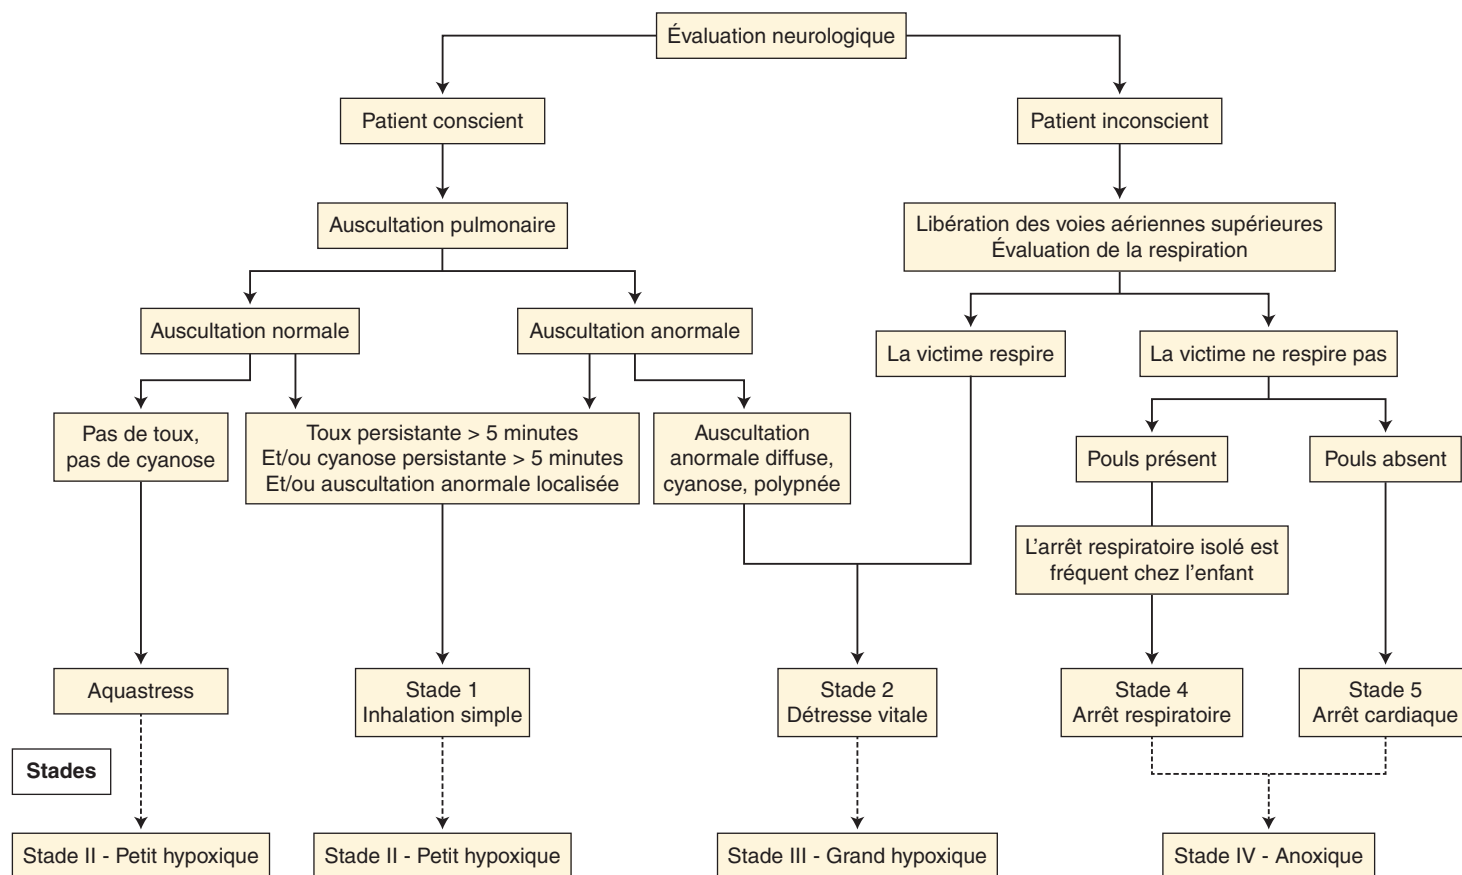 Évaluation neurologique
Patient conscient
Patient inconscient
Auscultation pulmonaire
Libération des voies aériennes supérieures
Évaluation de la respiration
Auscultation normale
Auscultation anormale
La victime respire
La victime ne respire pas
Pas de toux,
pas de cyanose
Toux persistante > 5 minutes
Et/ou cyanose persistante > 5 minutes
Et/ou auscultation anormale localisée
Auscultation
anormale diffuse,
cyanose, polypnée
Pouls présent
Pouls absent
L’arrêt respiratoire isolé est
fréquent chez l’enfant
Aquastress
Stade 1
Inhalation simple
Stade 2
Détresse vitale
Stade 4
Arrêt respiratoire
Stade 5
Arrêt cardiaque
Stades
Stade II - Petit hypoxique
Stade II - Petit hypoxique
Stade III - Grand hypoxique
Stade IV - Anoxique